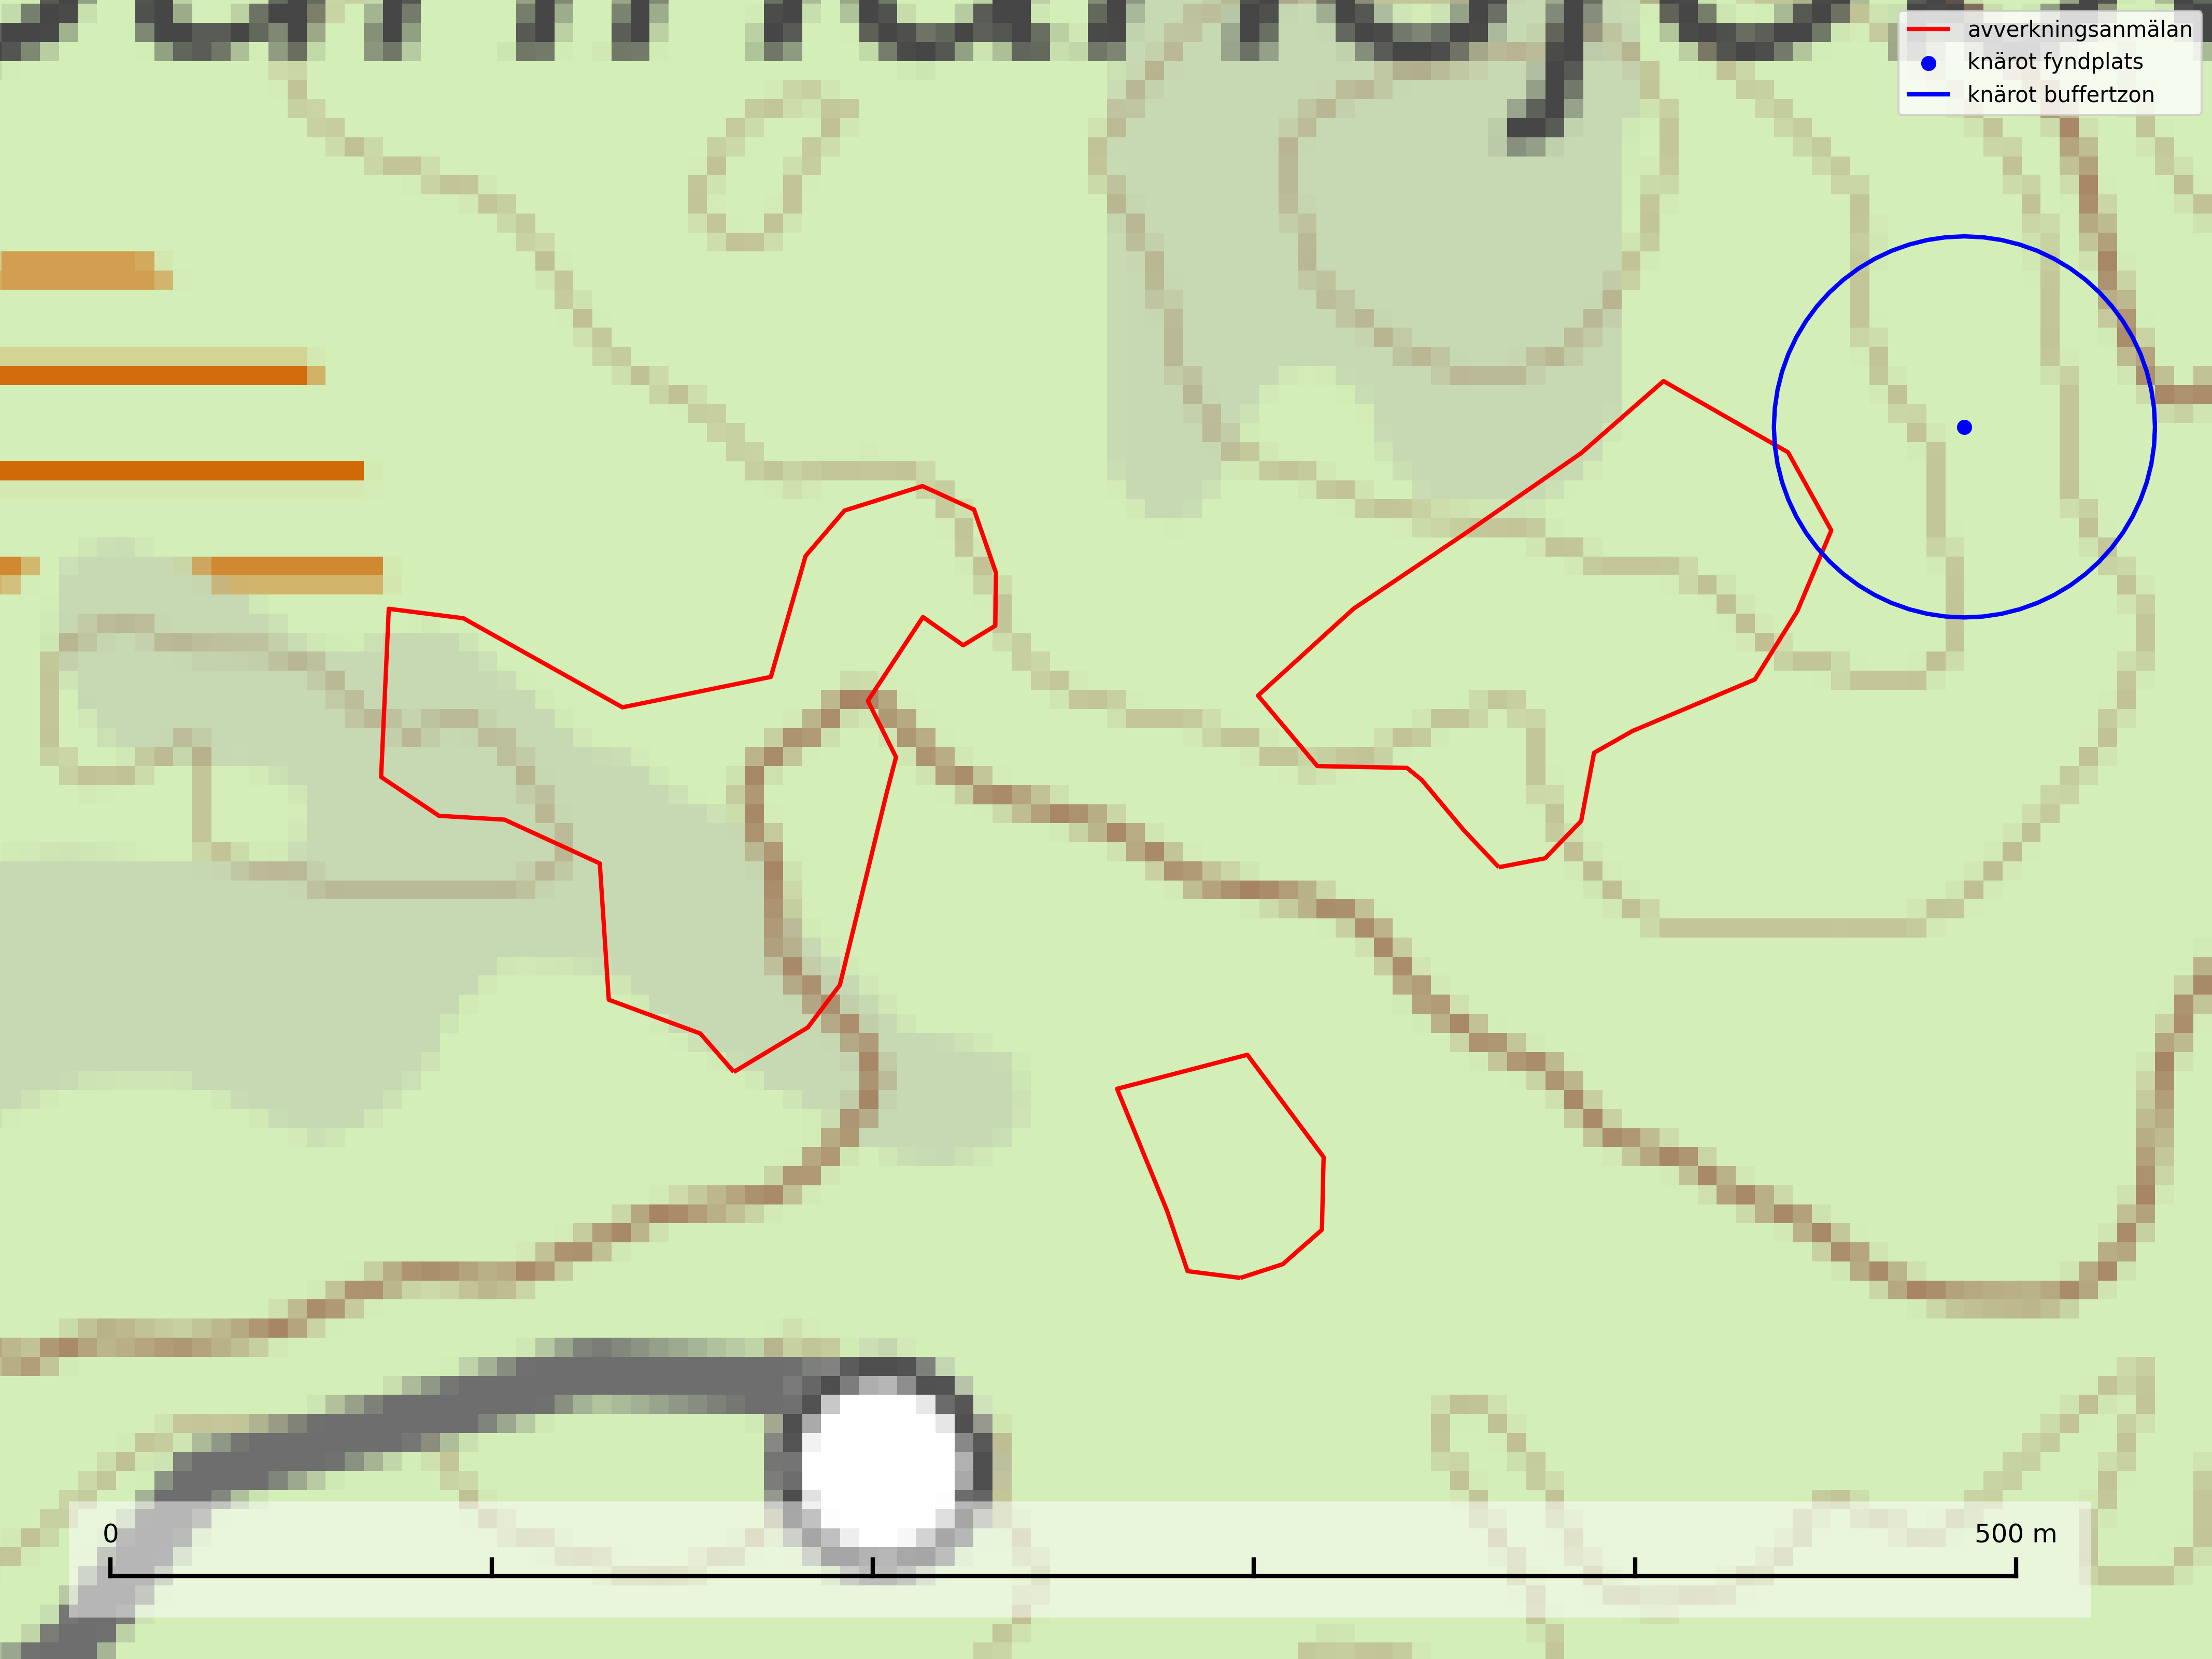 avverkningsanmälan
knärot fyndplats
knärot buffertzon
0
500 m